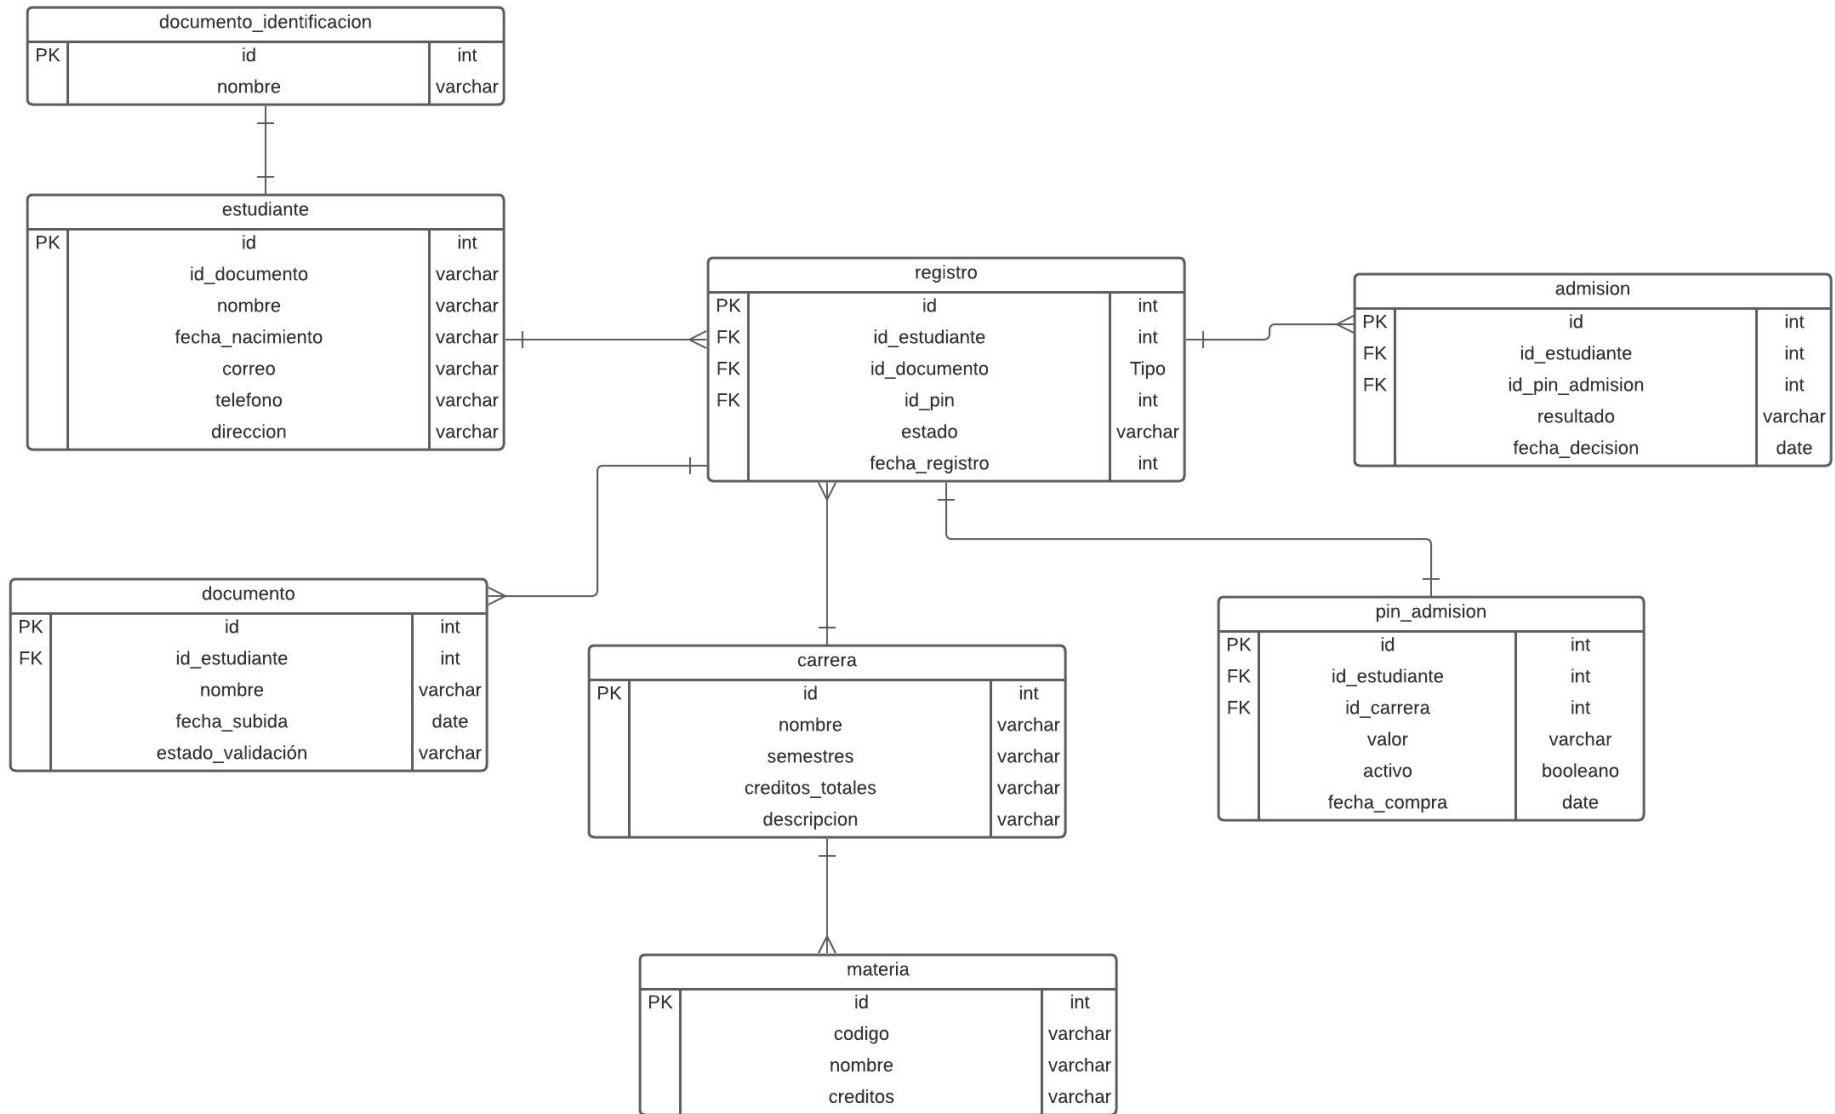 documento_identificacion
PK id int
nombre varchar
estudiante
PK id int
id_documento varchar
nombre varchar
fecha_nacimiento varchar
correo varchar
telefono varchar
direccion varchar
registro
PK id int
FK id_estudiante int
FK id_documento Tipo
FK id_pin int
estado varchar
fecha_registro int
admision
PK id int
FK id_estudiante int
FK id_pin_admision int
resultado varchar
fecha_decision date
documento
PK id int
FK id_estudiante int
nombre varchar
fecha_subida date
estado_validación varchar
carrera
PK id int
nombre varchar
semestres varchar
creditos_totales varchar
descripcion varchar
pin_admision
PK id int
FK id_estudiante int
FK id_carrera int
valor varchar
activo booleano
fecha_compra date
materia
PK id int
codigo varchar
nombre varchar
creditos varchar